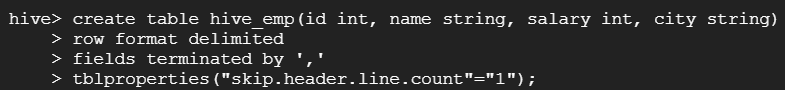 hive> create table hive_emp(id int, name string, salary int, city string)
    > row format delimited
    > fields terminated by ','
    > tblproperties("skip.header.line.count"="1");